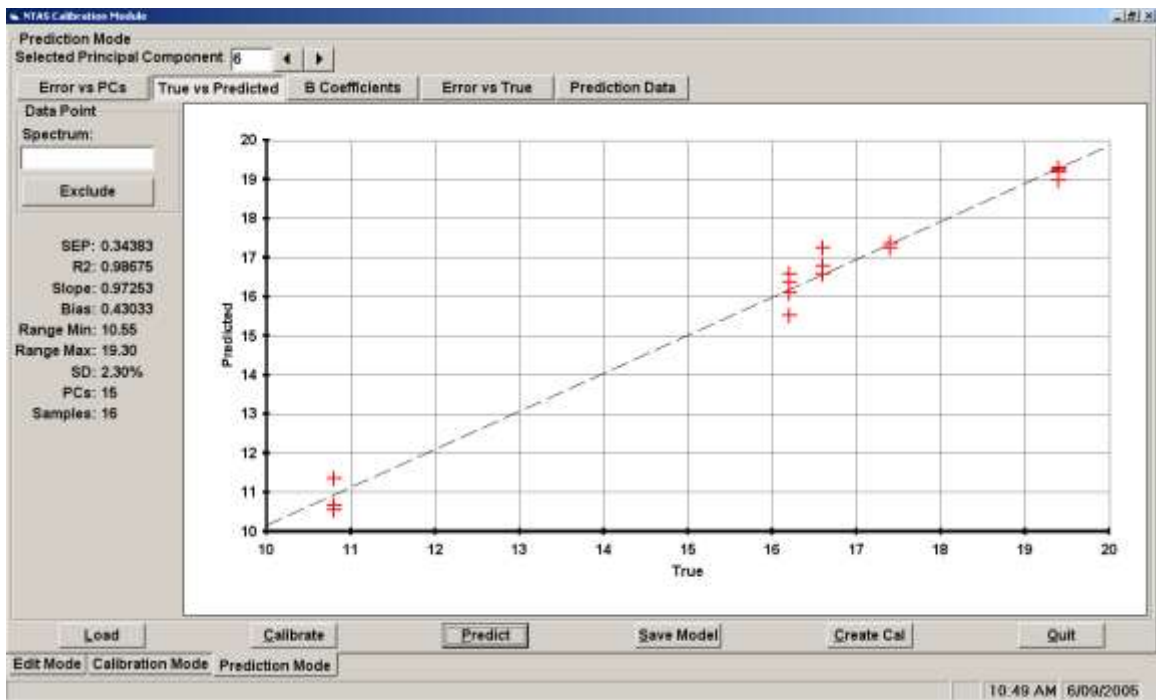 NTAS Calibration Module
Prediction Mode
Selected Principal Component 6
Error vs PCs True vs Predicted B Coefficients Error vs True Prediction Data
Data Point
Spectrum:
Exclude
SEP: 0.34383
R2: 0.98675
Slope: 0.97253
Bias: 0.43033
Range Min: 10.55
Range Max: 19.30
SD: 2.30%
PCs: 15
Samples: 16
20
19
18
17
16
15
14
13
12
11
10
Predicted
10 11 12 13 14 15 16 17 18 19 20
True
Load Calibrate Predict Save Model Create Cal Quit
Edit Mode Calibration Mode Prediction Mode
10:49 AM 6/09/2006